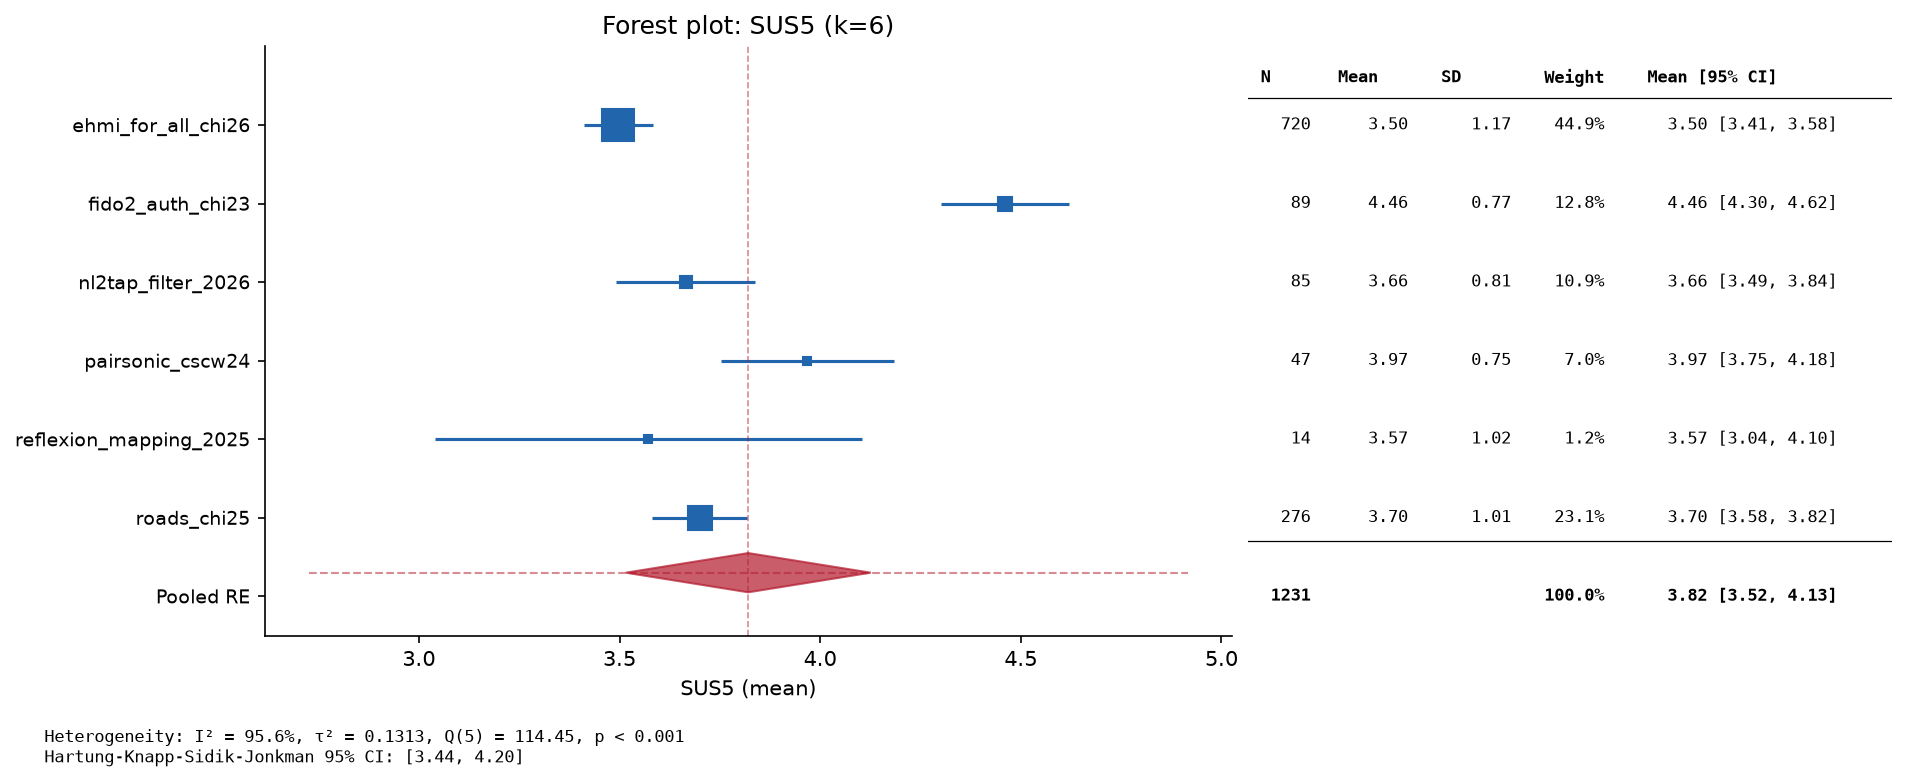 Forest plot: SUS5 (k=6)
N Mean SD Weight Mean [95% CI]
ehmi_for_all_chi26 720 3.50 1.17 44.9% 3.50 [3.41, 3.58]
fido2_auth_chi23 89 4.46 0.77 12.8% 4.46 [4.30, 4.62]
nl2tap_filter_2026 85 3.66 0.81 10.9% 3.66 [3.49, 3.84]
pairsonic_cscw24 47 3.97 0.75 7.0% 3.97 [3.75, 4.18]
reflexion_mapping_2025 14 3.57 1.02 1.2% 3.57 [3.04, 4.10]
roads_chi25 276 3.70 1.01 23.1% 3.70 [3.58, 3.82]
Pooled RE 1231 100.0% 3.82 [3.52, 4.13]
3.0 3.5 4.0 4.5 5.0
SUS5 (mean)
Heterogeneity: I² = 95.6%, τ² = 0.1313, Q(5) = 114.45, p < 0.001
Hartung-Knapp-Sidik-Jonkman 95% CI: [3.44, 4.20]